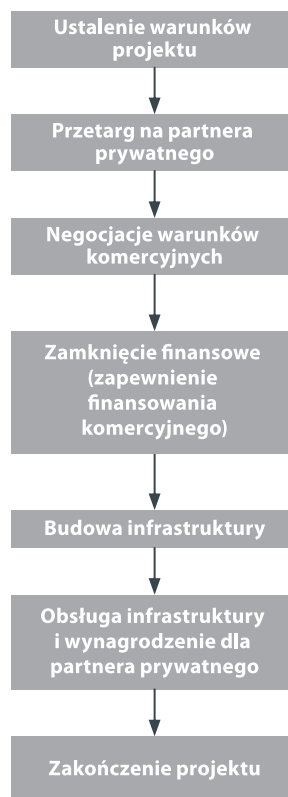 Ustalenie warunków
projektu
Przetarg na partnera
prywatnego
Negocjacje warunków
komercyjnych
Zamknięcie finansowe
(zapewnienie
finansowania
komercyjnego)
Budowa infrastruktury
Obsługa infrastruktury
i wynagrodzenie dla
partnera prywatnego
Zakończenie projektu